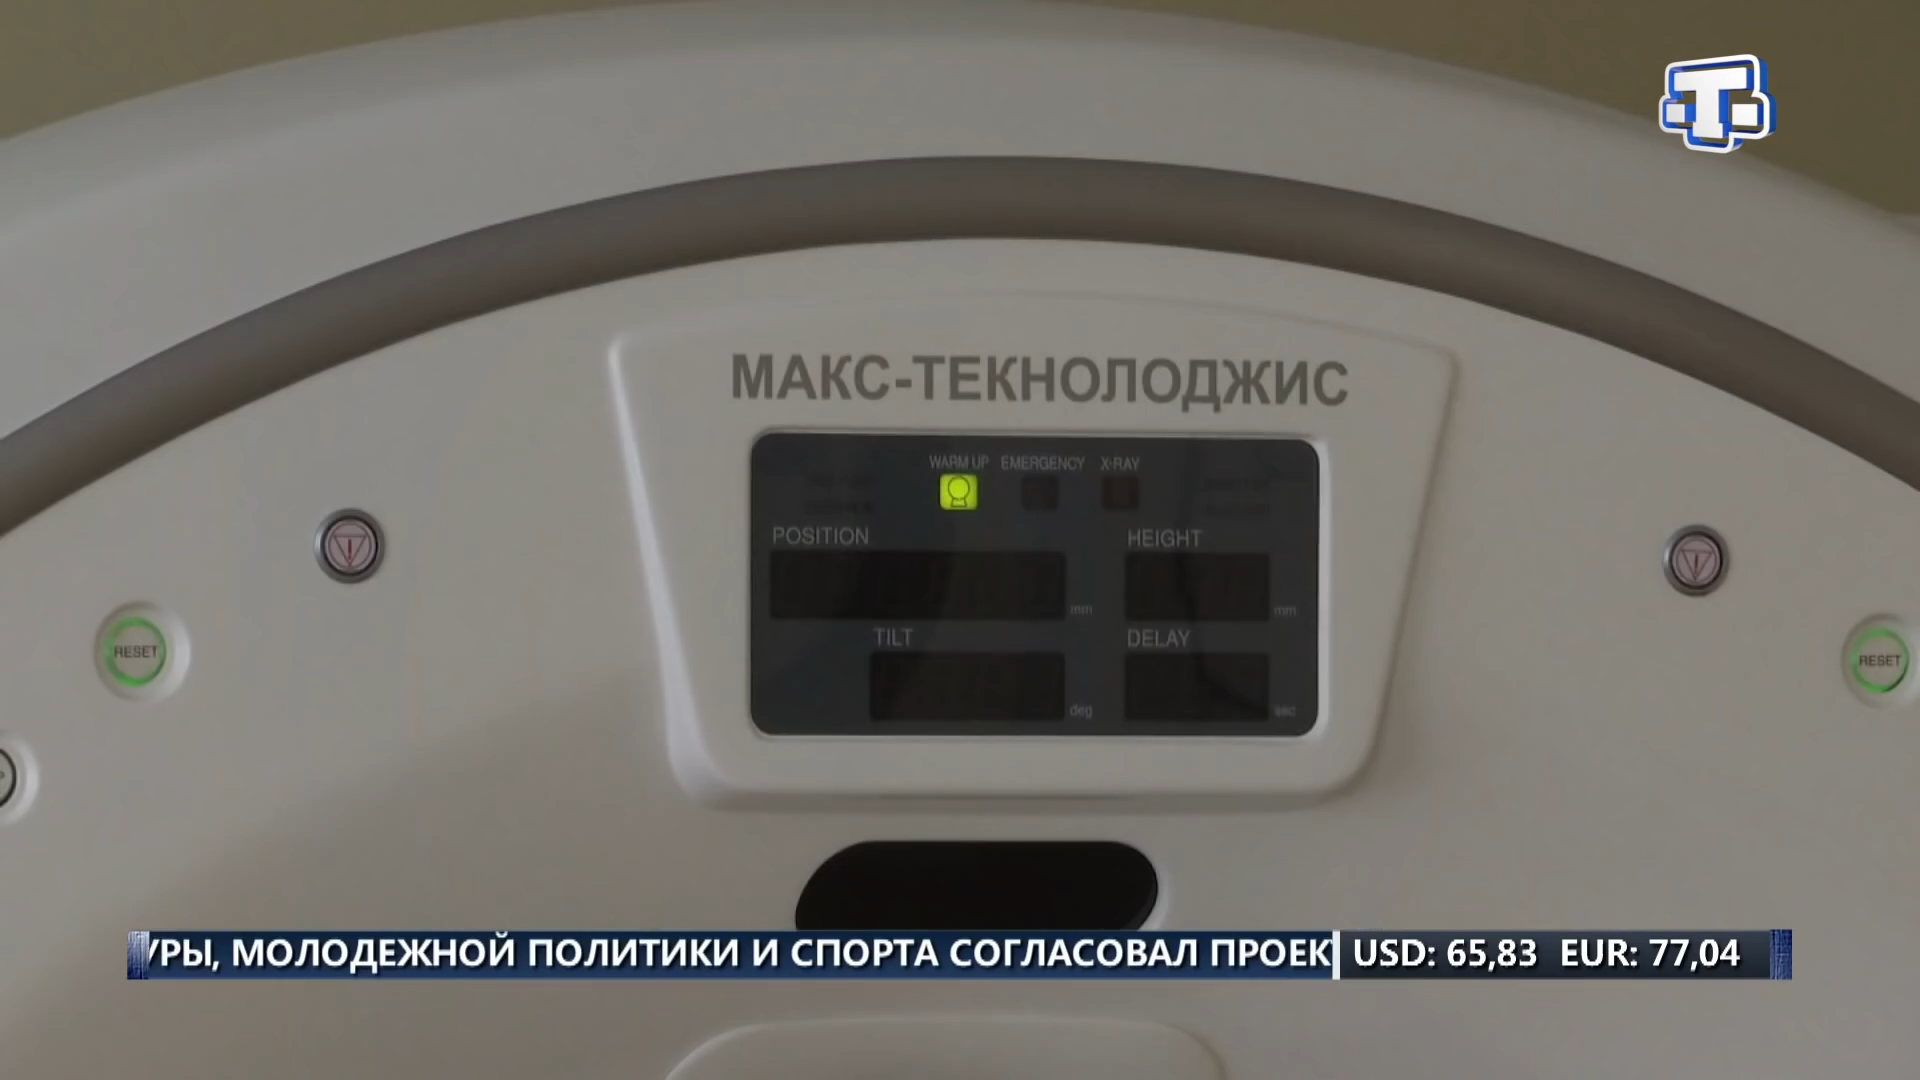 Т
МАКС-ТЕКНОЛОДЖИС
WARM UP EMERGENCY X-RAY
POSITION HEIGHT
mm mm
TILT DELAY
deg sec
RESET
RESET
УРЫ, МОЛОДЕЖНОЙ ПОЛИТИКИ И СПОРТА СОГЛАСОВАЛ ПРОЕК USD: 65,83 EUR: 77,04